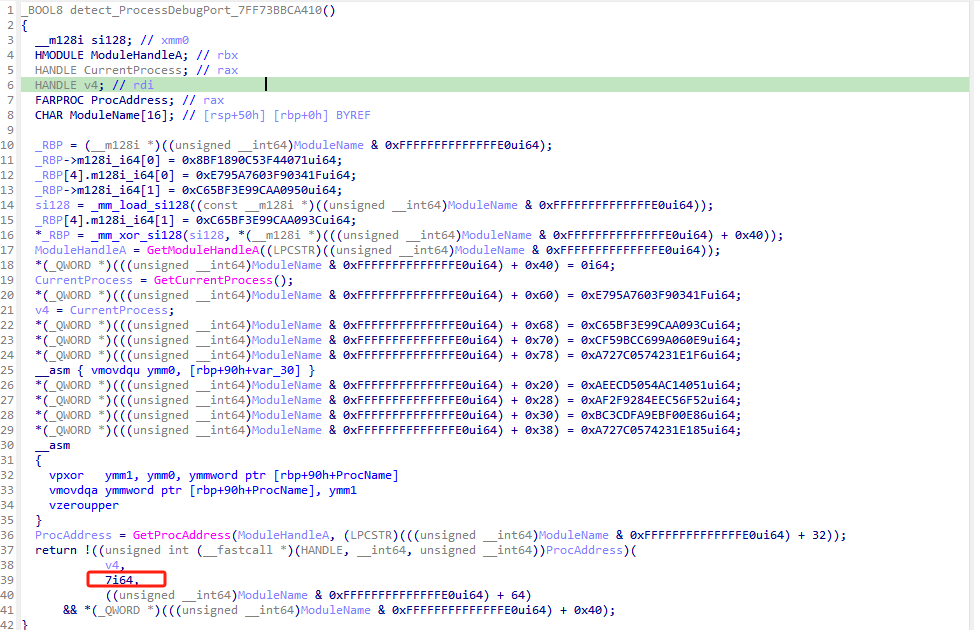 1 _BOOL8 detect_ProcessDebugPort_7FF73BBCA410()
2 {
3 __m128i si128; // xmm0
4 HMODULE ModuleHandleA; // rbx
5 HANDLE CurrentProcess; // rax
6 HANDLE v4; // rdi
7 FARPROC ProcAddress; // rax
8 CHAR ModuleName[16]; // [rsp+50h] [rbp+0h] BYREF
9
10 _RBP = (__m128i *)((unsigned __int64)ModuleName & 0xFFFFFFFFFFFFFFE0ui64);
11 _RBP->m128i_i64[0] = 0x8BF1890C53F44071ui64;
12 _RBP[4].m128i_i64[0] = 0xE795A7603F90341Fui64;
13 _RBP->m128i_i64[1] = 0xC65BF3E99CAA0950ui64;
14 si128 = _mm_load_si128((const __m128i *)((unsigned __int64)ModuleName & 0xFFFFFFFFFFFFFFE0ui64));
15 _RBP[4].m128i_i64[1] = 0xC65BF3E99CAA093Cui64;
16 *_RBP = _mm_xor_si128(si128, *(__m128i *)(((unsigned __int64)ModuleName & 0xFFFFFFFFFFFFFFE0ui64) + 0x40));
17 ModuleHandleA = GetModuleHandleA((LPCSTR)((unsigned __int64)ModuleName & 0xFFFFFFFFFFFFFFE0ui64));
18 *(_QWORD *)(((unsigned __int64)ModuleName & 0xFFFFFFFFFFFFFFE0ui64) + 0x40) = 0i64;
19 CurrentProcess = GetCurrentProcess();
20 *(_QWORD *)(((unsigned __int64)ModuleName & 0xFFFFFFFFFFFFFFE0ui64) + 0x60) = 0xE795A7603F90341Fui64;
21 v4 = CurrentProcess;
22 *(_QWORD *)(((unsigned __int64)ModuleName & 0xFFFFFFFFFFFFFFE0ui64) + 0x68) = 0xC65BF3E99CAA093Cui64;
23 *(_QWORD *)(((unsigned __int64)ModuleName & 0xFFFFFFFFFFFFFFE0ui64) + 0x70) = 0xCF59BCC699A060E9ui64;
24 *(_QWORD *)(((unsigned __int64)ModuleName & 0xFFFFFFFFFFFFFFE0ui64) + 0x78) = 0xA727C0574231E1F6ui64;
25 __asm { vmovdqu ymm0, [rbp+90h+var_30] }
26 *(_QWORD *)(((unsigned __int64)ModuleName & 0xFFFFFFFFFFFFFFE0ui64) + 0x20) = 0xAEECD5054AC14051ui64;
27 *(_QWORD *)(((unsigned __int64)ModuleName & 0xFFFFFFFFFFFFFFE0ui64) + 0x28) = 0xAF2F9284EEC56F52ui64;
28 *(_QWORD *)(((unsigned __int64)ModuleName & 0xFFFFFFFFFFFFFFE0ui64) + 0x30) = 0xBC3CDFA9EBF00E86ui64;
29 *(_QWORD *)(((unsigned __int64)ModuleName & 0xFFFFFFFFFFFFFFE0ui64) + 0x38) = 0xA727C0574231E185ui64;
30 __asm
31 {
32 vpxor ymm1, ymm0, ymmword ptr [rbp+90h+ProcName]
33 vmovdqa ymmword ptr [rbp+90h+ProcName], ymm1
34 vzeroupper
35 }
36 ProcAddress = GetProcAddress(ModuleHandleA, (LPCSTR)(((unsigned __int64)ModuleName & 0xFFFFFFFFFFFFFFE0ui64) + 32));
37 return !((unsigned int (__fastcall *)(HANDLE, __int64, unsigned __int64))ProcAddress)(
38 v4,
39 7i64,
40 ((unsigned __int64)ModuleName & 0xFFFFFFFFFFFFFFE0ui64) + 64)
41 && *(_QWORD *)(((unsigned __int64)ModuleName & 0xFFFFFFFFFFFFFFE0ui64) + 0x40);
42 }